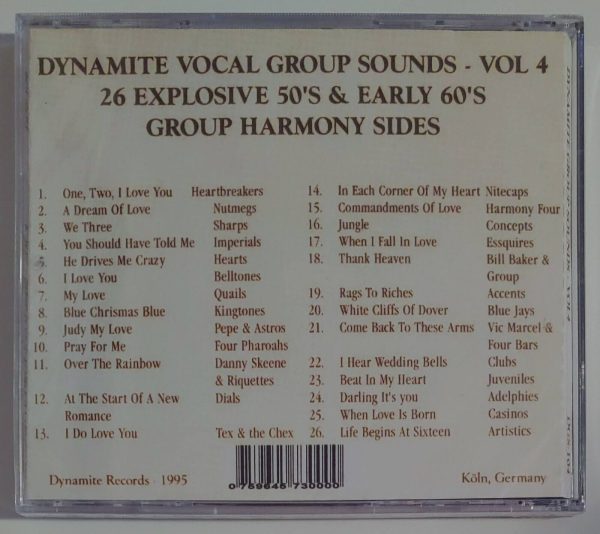 DYNAMITE VOCAL GROUP SOUNDS - VOL 4
26 EXPLOSIVE 50'S & EARLY 60'S
GROUP HARMONY SIDES
1. One, Two, I Love You Heartbreakers
2. A Dream Of Love Nutmegs
3. We Three Sharps
4. You Should Have Told Me Imperials
5. He Drives Me Crazy Hearts
6. I Love You Belltones
7. My Love Quails
8. Blue Chrismas Blue Kingtones
9. Judy My Love Pepe & Astros
10. Pray For Me Four Pharoahs
11. Over The Rainbow Danny Skeene
& Riquettes
12. At The Start Of A New Dials
Romance
13. I Do Love You Tex & the Chex
14. In Each Corner Of My Heart Nitecaps
15. Commandments Of Love Harmony Four
16. Jungle Concepts
17. When I Fall In Love Essquires
18. Thank Heaven Bill Baker &
Group
19. Rags To Riches Accents
20. White Cliffs Of Dover Blue Jays
21. Come Back To These Arms Vic Marcel &
Four Bars
22. I Hear Wedding Bells Clubs
23. Beat In My Heart Juveniles
24. Darling It's you Adelphies
25. When Love Is Born Casinos
26. Life Begins At Sixteen Artistics
Dynamite Records - 1995
0 759645 730000
Köln, Germany